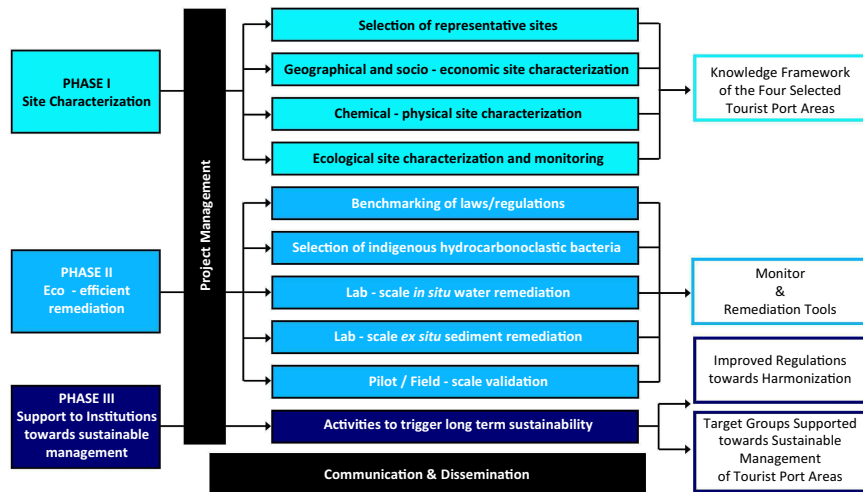 PHASE I
Site Characterization
Project Management
Selection of representative sites
Geographical and socio - economic site characterization
Chemical - physical site characterization
Ecological site characterization and monitoring
Knowledge Framework
of the Four Selected
Tourist Port Areas
PHASE II
Eco - efficient
remediation
Benchmarking of laws/regulations
Selection of indigenous hydrocarbonoclastic bacteria
Lab - scale in situ water remediation
Lab - scale ex situ sediment remediation
Pilot / Field - scale validation
Monitor
&
Remediation Tools
PHASE III
Support to Institutions
towards sustainable
management
Activities to trigger long term sustainability
Improved Regulations
towards Harmonization
Target Groups Supported
towards Sustainable
Management
of Tourist Port Areas
Communication & Dissemination